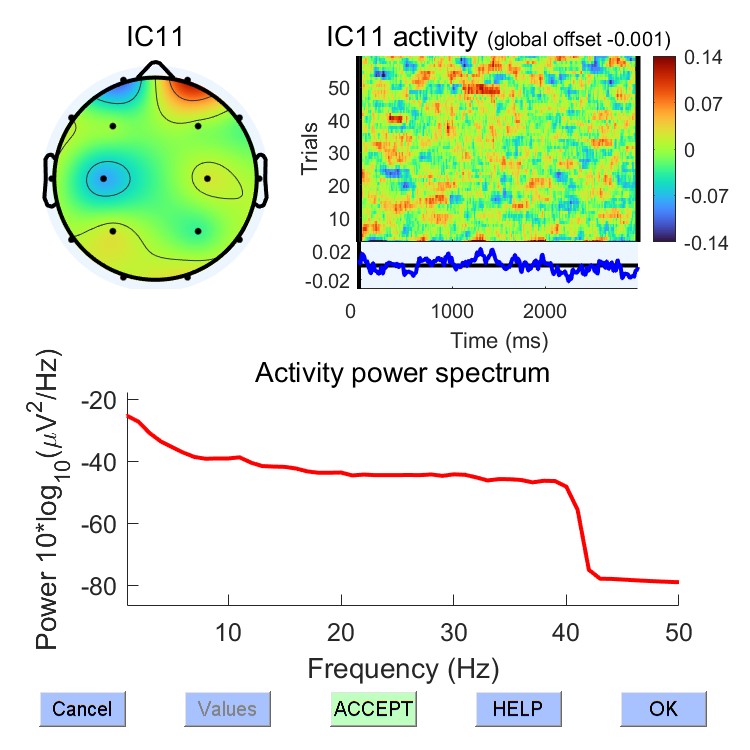 IC11
IC11 activity (global offset -0.001)
Trials
50
40
30
20
10
0.14
0.07
0
-0.07
-0.14
0.02
-0.02
0 1000 2000
Time (ms)
Activity power spectrum
Power 10*log10(μV2/Hz)
-20
-40
-60
-80
10 20 30 40 50
Frequency (Hz)
Cancel Values ACCEPT HELP OK